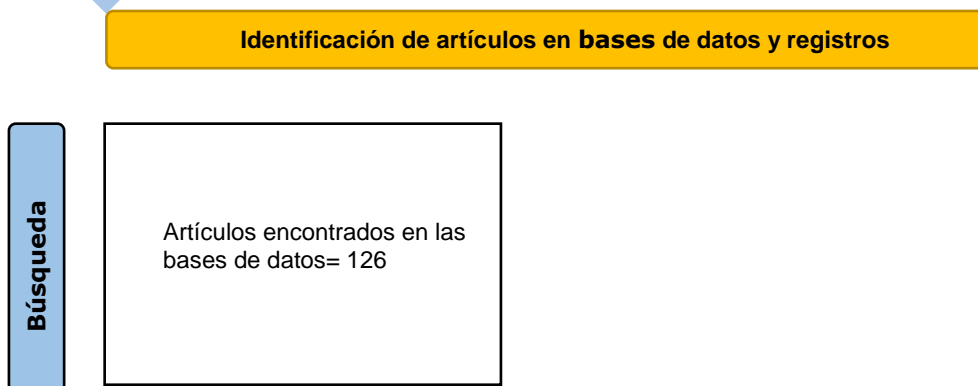 Identificación de artículos en bases de datos y registros
Búsqueda
Artículos encontrados en las
bases de datos= 126